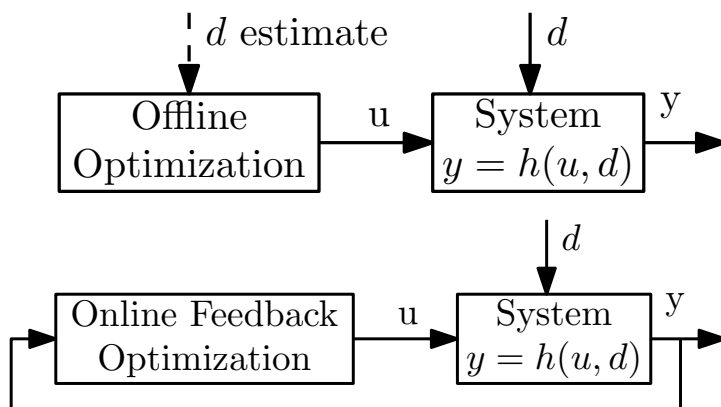 d estimate
d
Offline
Optimization
u
System
y = h(u, d)
y
d
Online Feedback
Optimization
u
System
y = h(u, d)
y